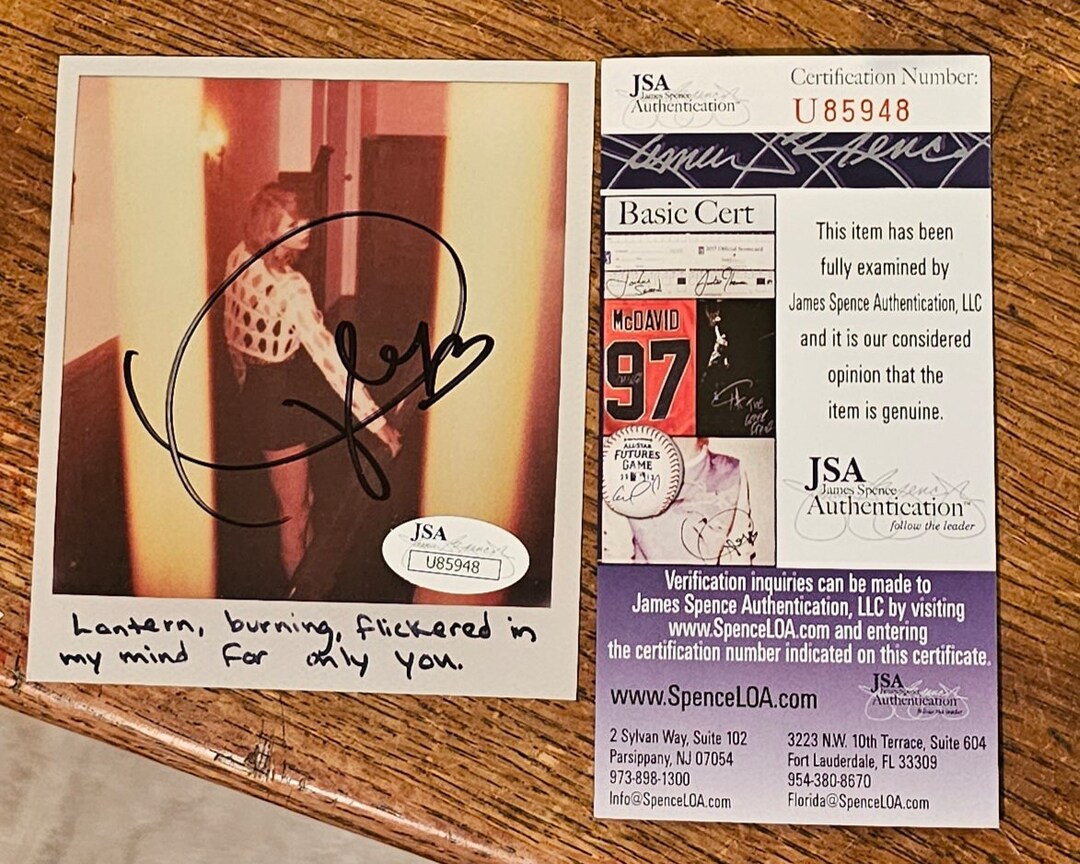 Lantern, burning, flickered in
my mind for only you.
JSA
U85948
JSA
James Spence
Authentication
Certification Number:
U85948
James Spence
Basic Cert
McDAVID
97
ALL-STAR
FUTURES
GAME
This item has been
fully examined by
James Spence Authentication, LLC
and it is our considered
opinion that the
item is genuine.
JSA
James Spence
Authentication™
follow the leader
Verification inquiries can be made to
James Spence Authentication, LLC by visiting
www.SpenceLOA.com and entering
the certification number indicated on this certificate.
www.SpenceLOA.com
JSA
Authentication
2 Sylvan Way, Suite 102
Parsippany, NJ 07054
973-898-1300
Info@SpenceLOA.com
3223 N.W. 10th Terrace, Suite 604
Fort Lauderdale, FL 33309
954-380-8670
Florida@SpenceLOA.com